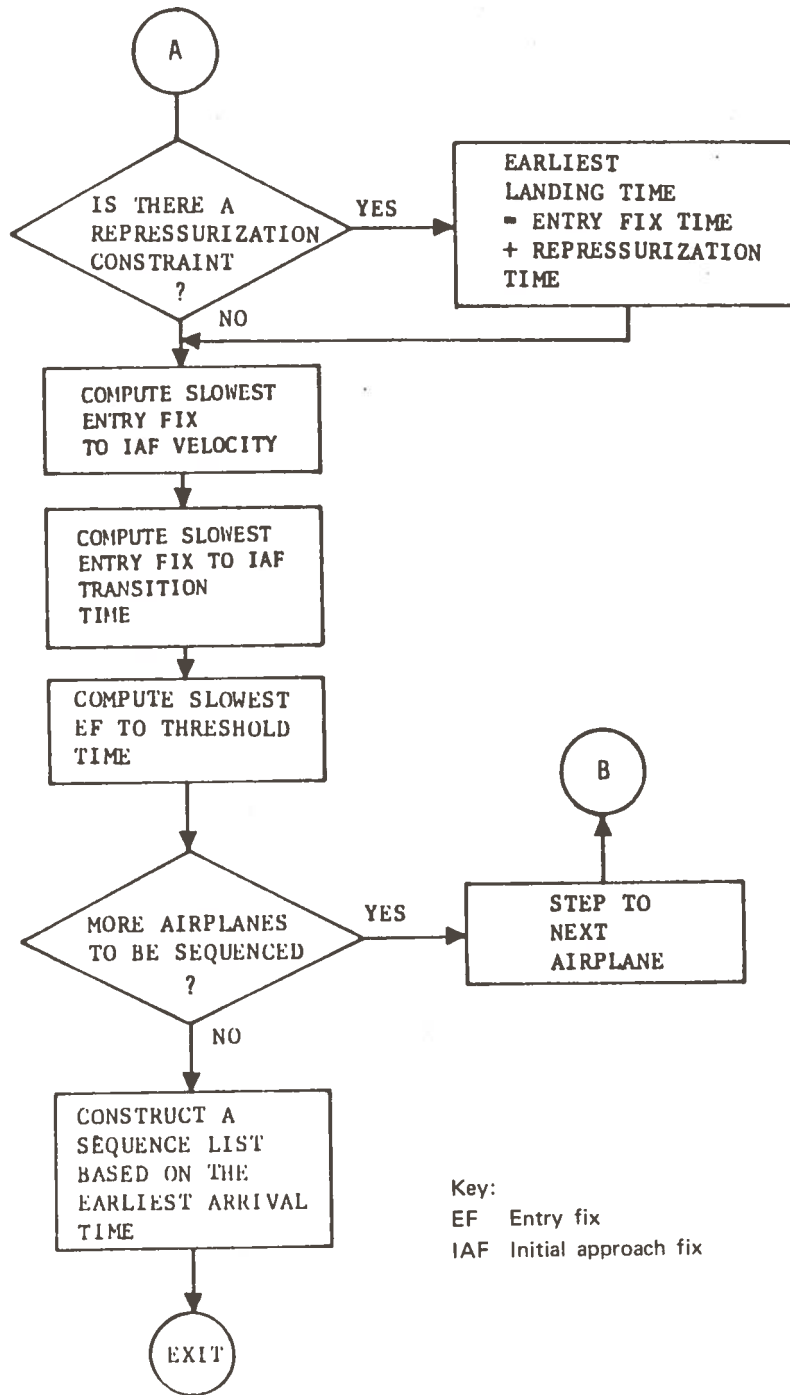 A
IS THERE A
REPRESSURIZATION
CONSTRAINT
?
YES
EARLIEST
LANDING TIME
= ENTRY FIX TIME
+ REPRESSURIZATION
TIME
NO
COMPUTE SLOWEST
ENTRY FIX
TO IAF VELOCITY
COMPUTE SLOWEST
ENTRY FIX TO IAF
TRANSITION
TIME
COMPUTE SLOWEST
EF TO THRESHOLD
TIME
B
MORE AIRPLANES
TO BE SEQUENCED
?
YES
STEP TO
NEXT
AIRPLANE
NO
CONSTRUCT A
SEQUENCE LIST
BASED ON THE
EARLIEST ARRIVAL
TIME
Key:
EF Entry fix
IAF Initial approach fix
EXIT